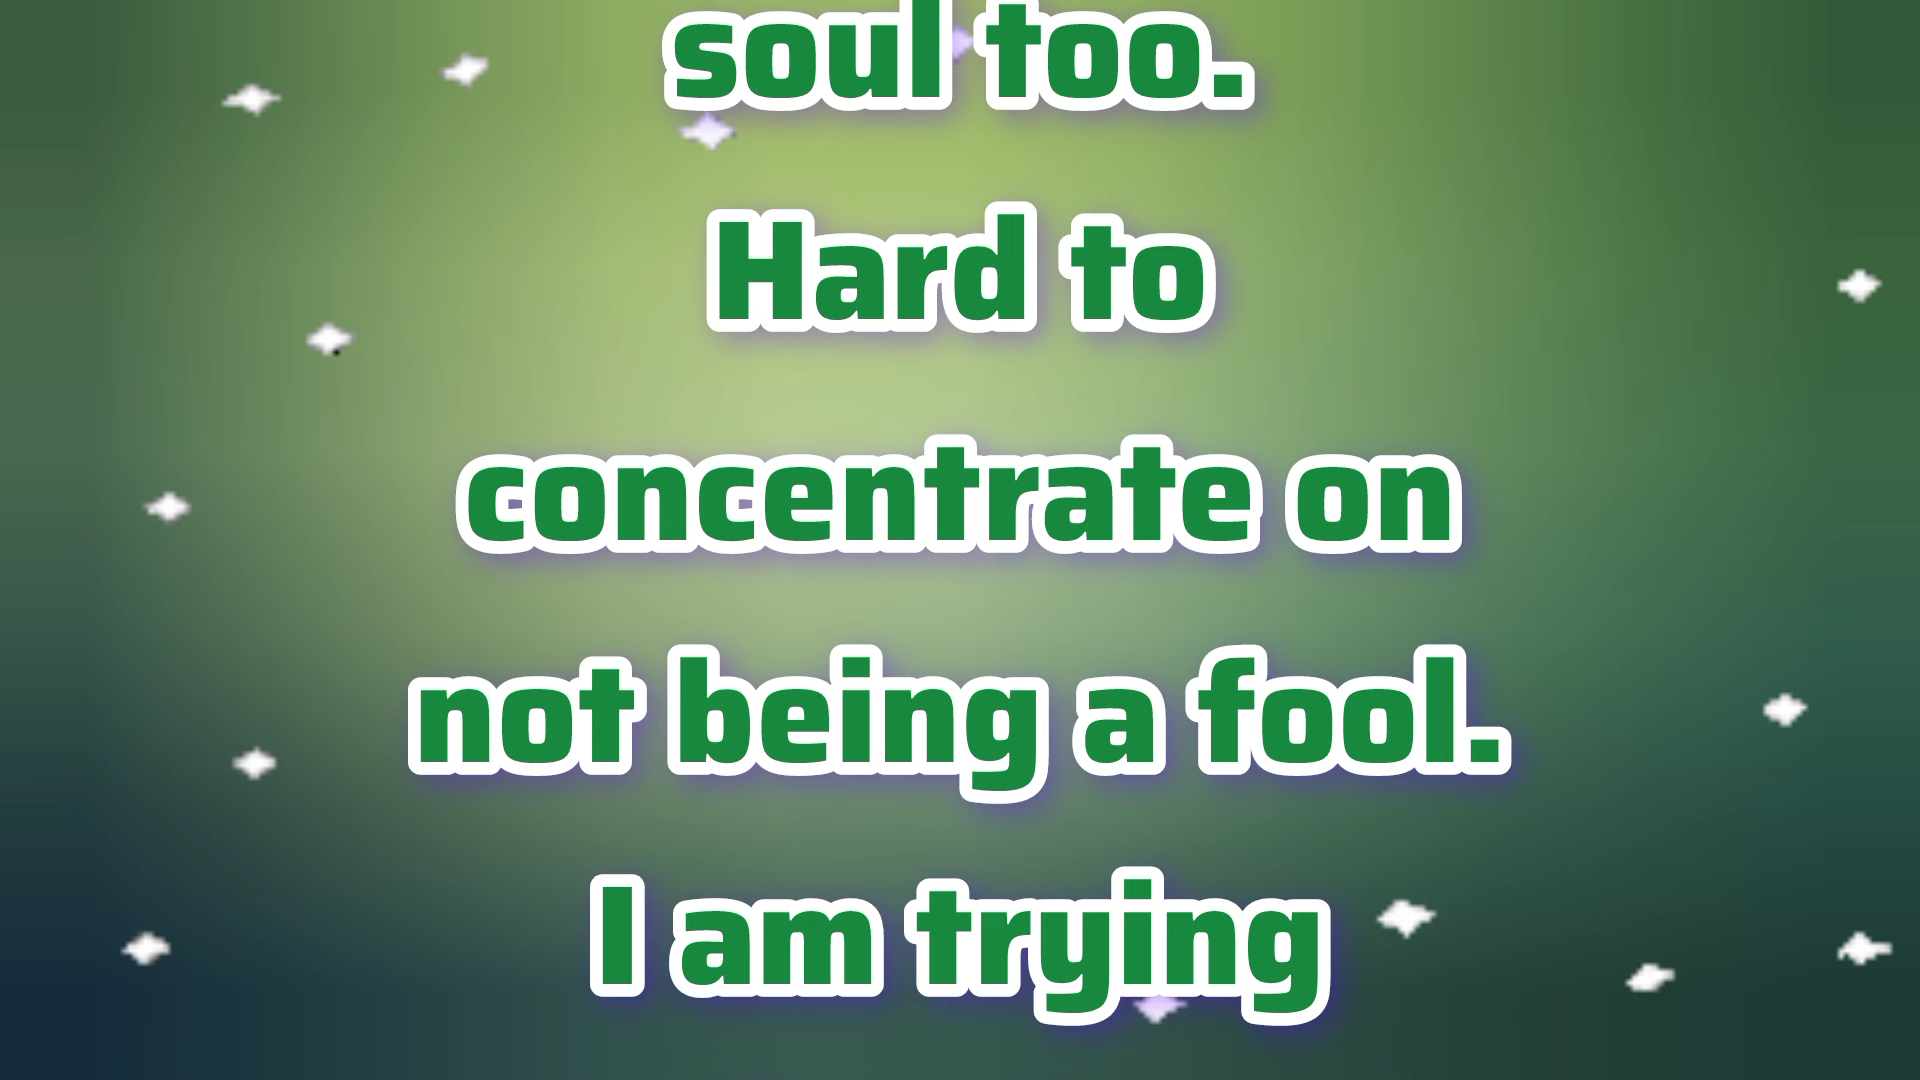 soul too.
Hard to
concentrate on
not being a fool.
I am trying